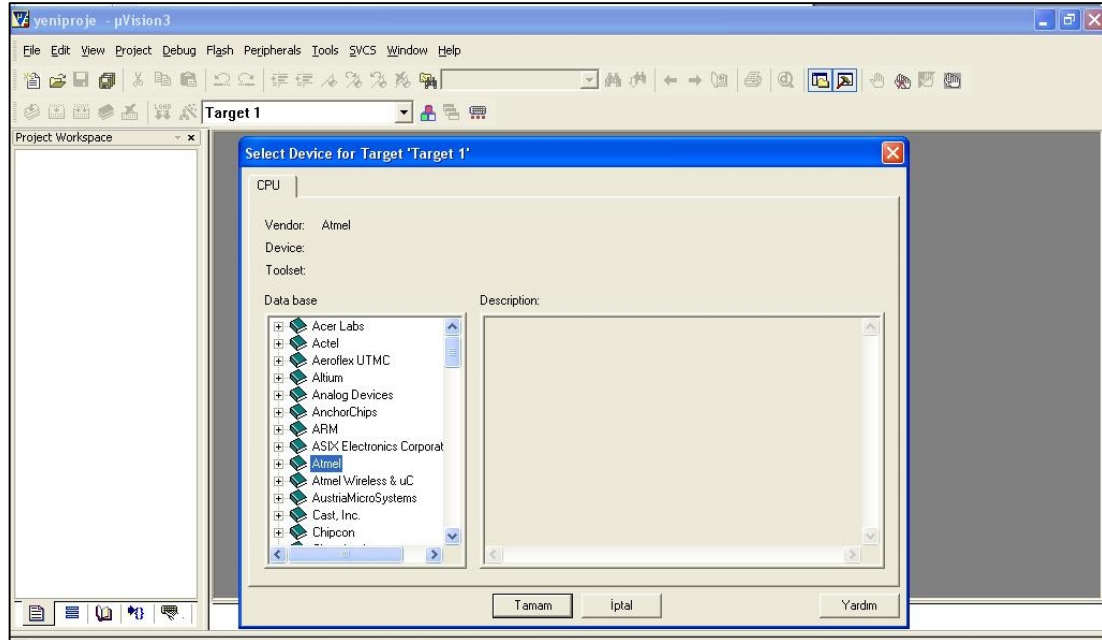 yeniproje - µVision3
File Edit View Project Debug Flash Peripherals Tools SVCS Window Help
Target 1
Project Workspace
Select Device for Target 'Target 1'
CPU
Vendor: Atmel
Device:
Toolset:
Data base Description:
Acer Labs
Actel
Aeroflex UTMC
Altium
Analog Devices
AnchorChips
ARM
ASIX Electronics Corporat
Atmel
Atmel Wireless & uC
AustriaMicroSystems
Cast, Inc.
Chipcon
Tamam İptal Yardım